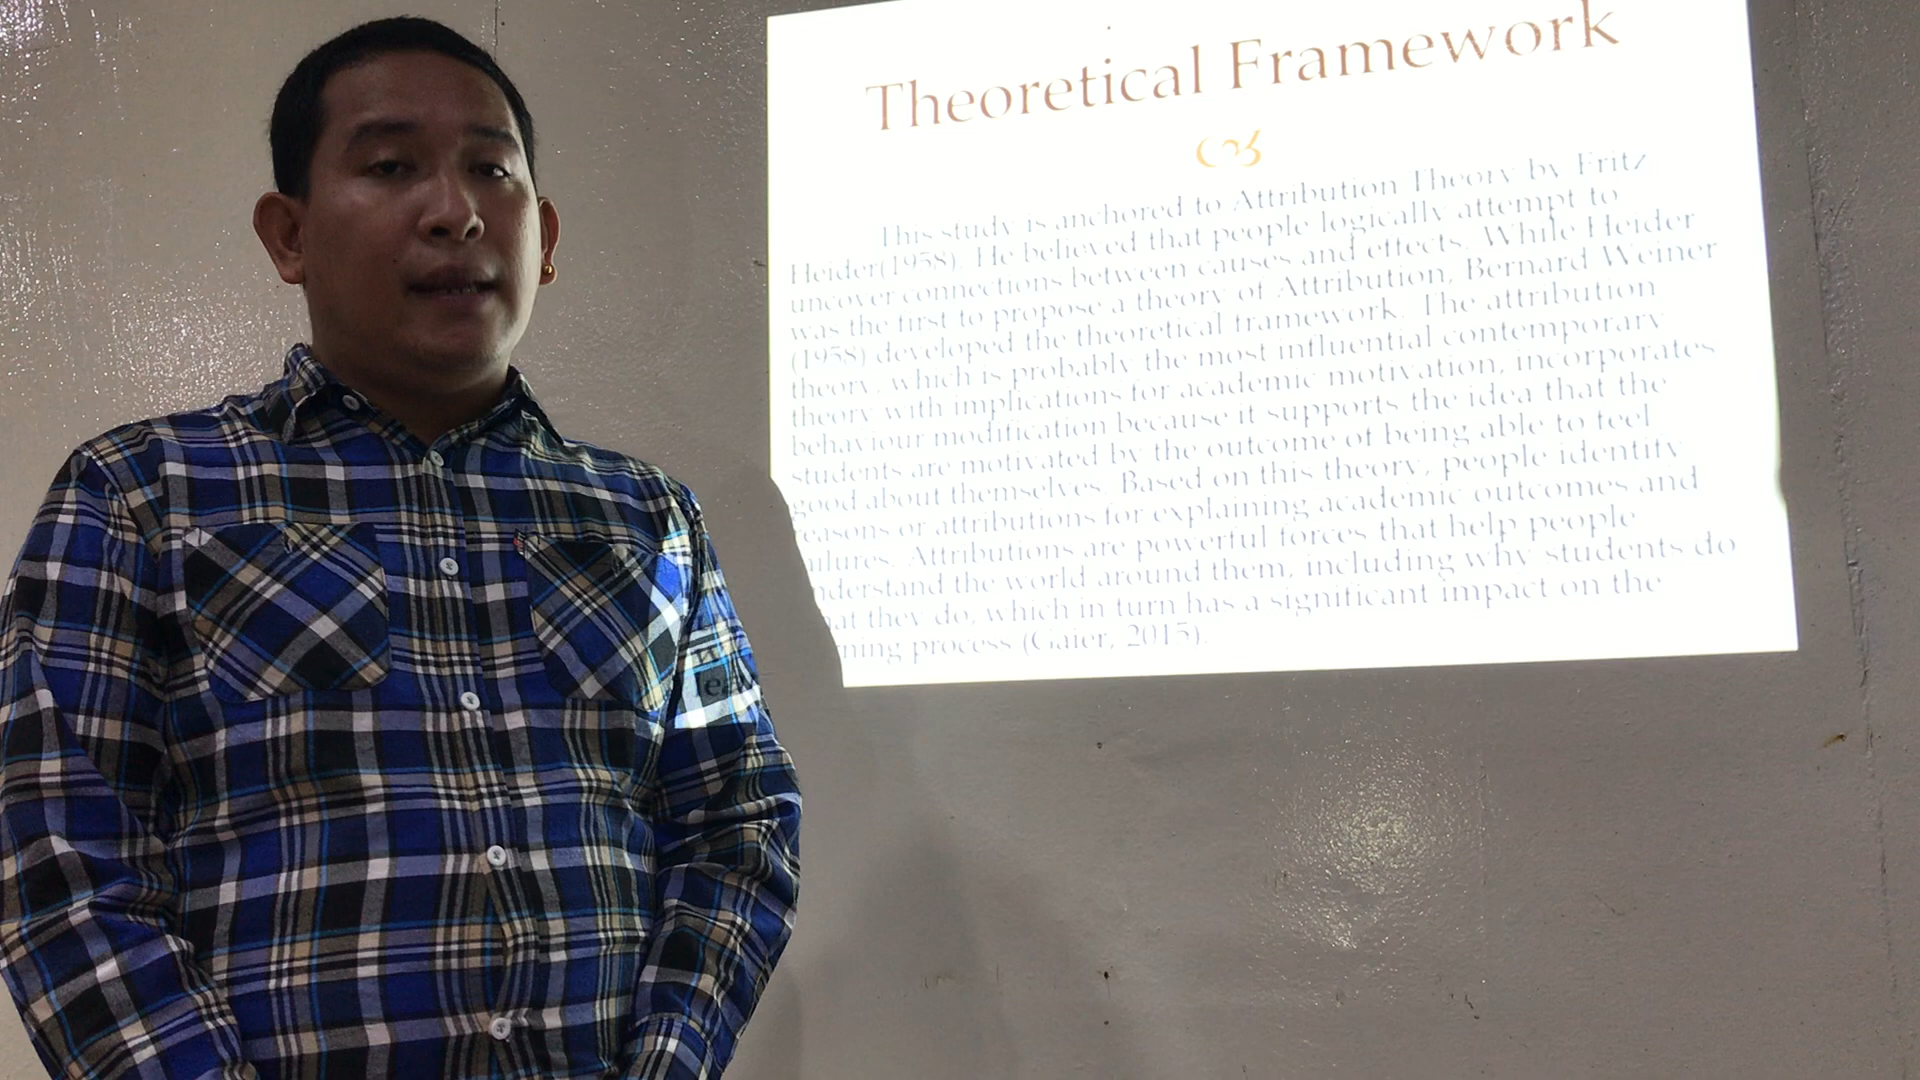 Theoretical Framework
This study is anchored to Attribution Theory by Fritz
Heider(1958). He believed that people logically attempt to
uncover connections between causes and effects. While Heider
was the first to propose a theory of Attribution, Bernard Weiner
(1958) developed the theoretical framework. The attribution
theory, which is probably the most influential contemporary
theory with implications for academic motivation, incorporates
behaviour modification because it supports the idea that the
students are motivated by the outcome of being able to feel
good about themselves. Based on this theory, people identify
easons or attributions for explaining academic outcomes and
ilures. Attributions are powerful forces that help people
nderstand the world around them, including why students do
at they do, which in turn has a significant impact on the
ning process (Gaier, 2015).
lea